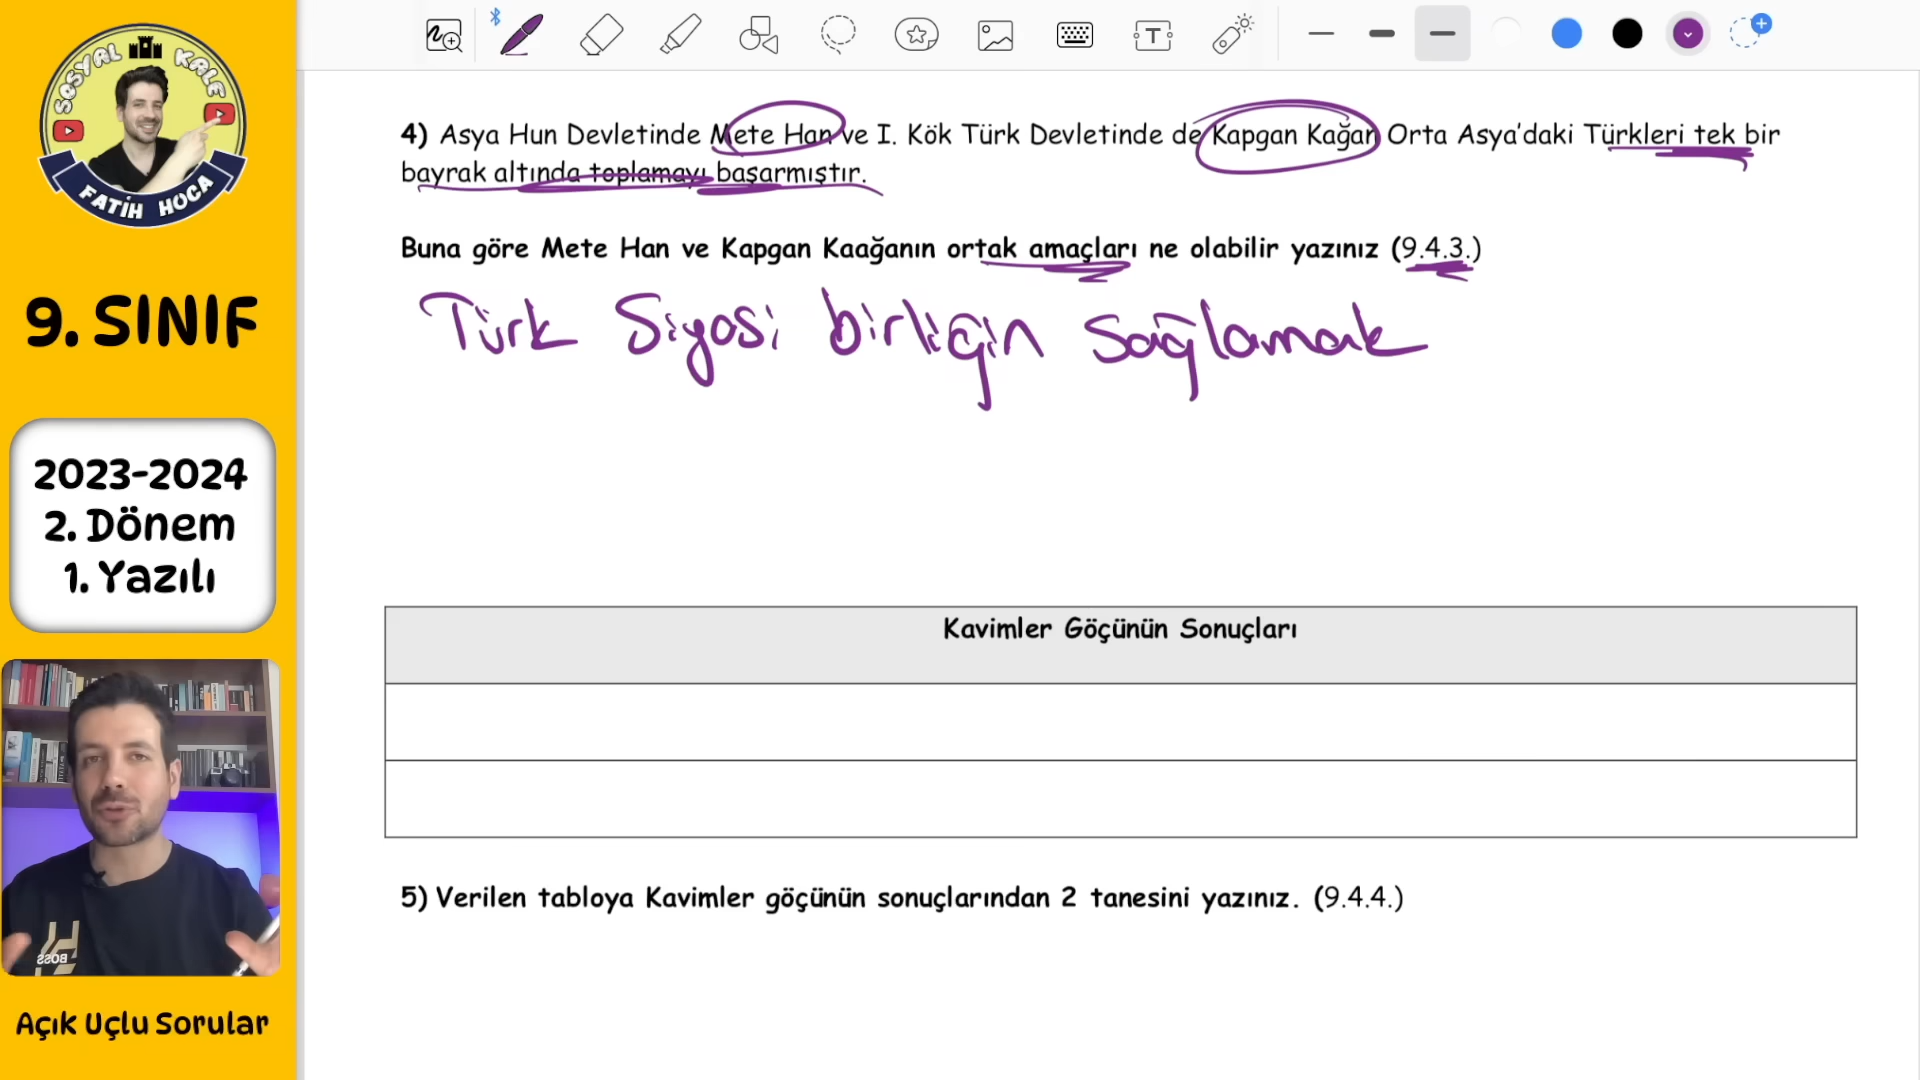 SOSYAL KALE
FATİH HOCA
9. SINIF
2023-2024
2. Dönem
1. Yazılı
BOSS
Açık Uçlu Sorular
T
4) Asya Hun Devletinde Mete Han ve I. Kök Türk Devletinde de Kapgan Kağan Orta Asya’daki Türkleri tek bir
bayrak altında toplamayı başarmıştır.
Buna göre Mete Han ve Kapgan Kaağanın ortak amaçları ne olabilir yazınız (9.4.3.)
Türk Siyasi birliğin sağlamak
Kavimler Göçünün Sonuçları
5) Verilen tabloya Kavimler göçünün sonuçlarından 2 tanesini yazınız. (9.4.4.)